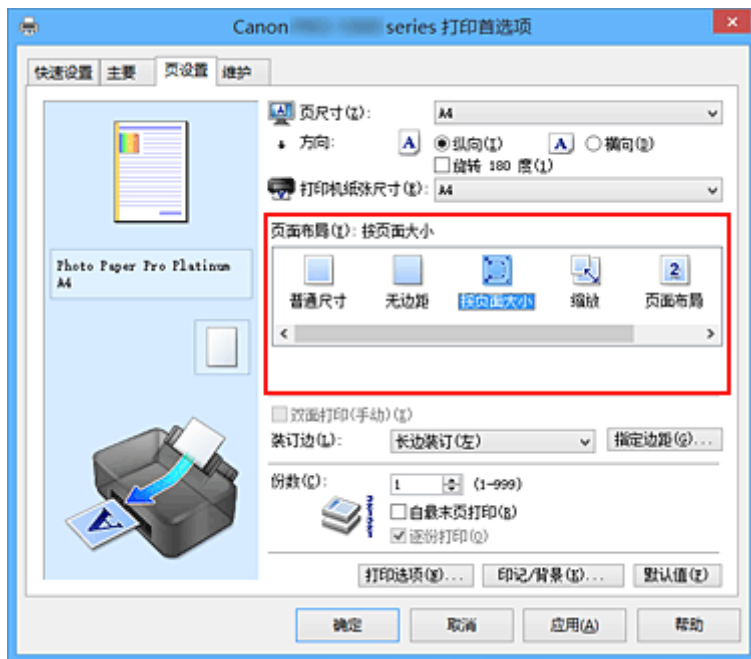 Canon series 打印首选项
快速设置 主要 页设置 维护
页尺寸(Z): A4
方向: A 纵向(T) A 横向(D)
旋转 180 度(1)
打印机纸张尺寸(E): A4
页面布局(Y): 按页面大小
Photo Paper Pro Platinum
A4
普通尺寸 无边距 按页面大小 缩放 2 页面布局
双面打印(手动)(X)
装订边(L): 长边装订(左) 指定边距(G)...
份数(C): 1 (1-999)
自最末页打印(R)
逐份打印(O)
打印选项(N)... 印记/背景(K)... 默认值(F)
确定 取消 应用(A) 帮助